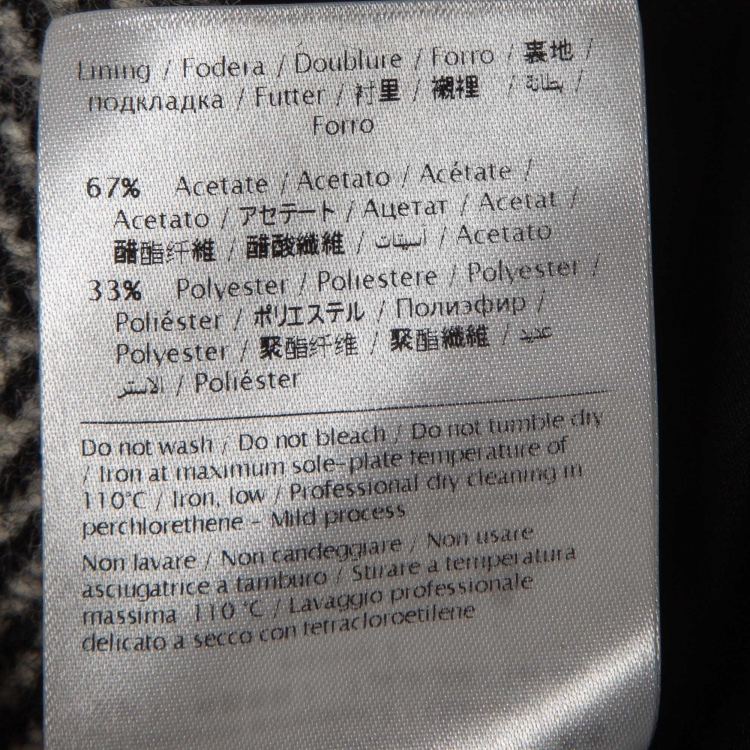 Lining / Fodera / Doublure / Forro / 裏地 /
подкладка / Futter / 衬里 / 襯裡 / بطانة /
Forro
67% Acetate / Acetato / Acétate /
Acetato / アセテート / Ацетат / Acetat /
醋酯纤維 / 醋酸纖維 / أسيتات / Acetato
33% Polyester / Poliestere / Polyester /
Poliéster / ポリエステル / Полиэфир /
Polyester / 聚酯纤维 / 聚酯纖維 / عديد
الاستر / Poliéster
Do not wash / Do not bleach / Do not tumble dry
/ Iron at maximum sole-plate temperature of
110°C / Iron, low / Professional dry cleaning in
perchlorethene - Mild process
Non lavare / Non candeggiare / Non usare
asciugatrice a tamburo / Stirare a temperatura
massima 110 °C / Lavaggio professionale
delicato a secco con tetracloroetilene